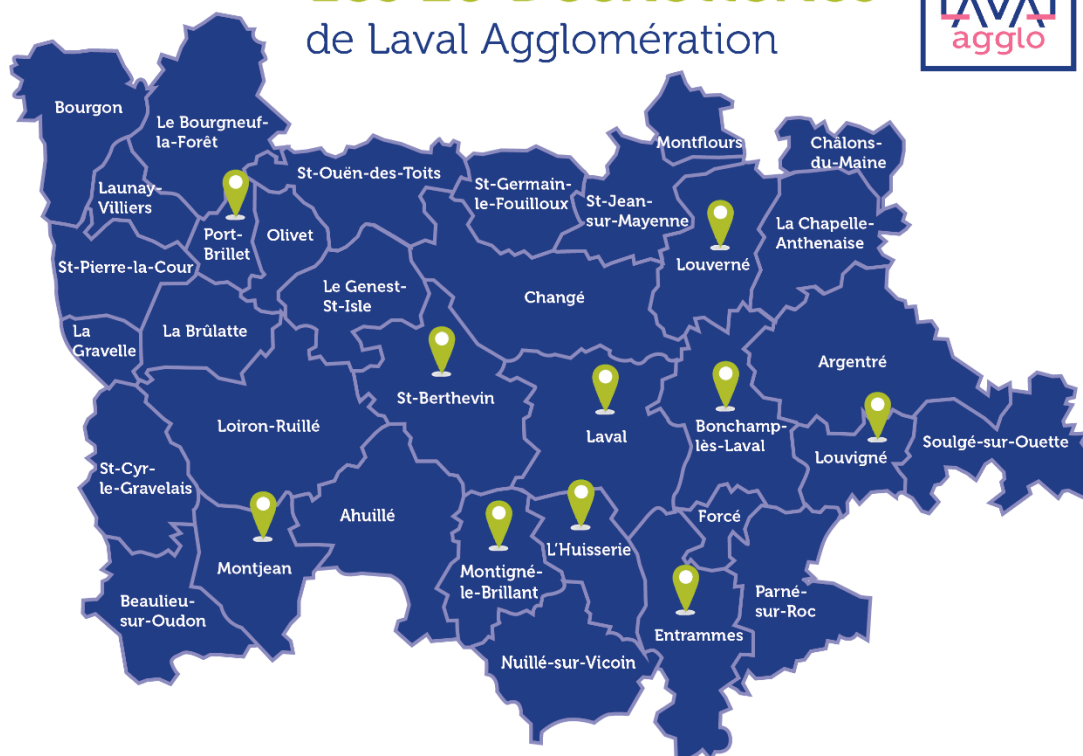 de Laval Agglomération
agglo
Bourgon
Le Bourgneuf-
la-Forêt
Montflours
Châlons-
du-Maine
St-Ouën-des-Toits
St-Germain-
le-Fouilloux
Launay-
Villiers
St-Jean-
sur-Mayenne
La Chapelle-
Anthenaise
Port-
Brillet
Olivet
Louverné
St-Pierre-la-Cour
Le Genest-
St-Isle
Changé
La
Gravelle
La Brûlatte
Argentré
St-Berthevin
Loiron-Ruillé
Laval
Bonchamp-
lès-Laval
Louvigné
Soulgé-sur-Ouette
St-Cyr-
le-Gravelais
Ahuillé
Forcé
L'Huisserie
Montjean
Montigné-
le-Brillant
Beaulieu-
sur-Oudon
Parné-
sur-Roc
Entrammes
Nuillé-sur-Vicoin